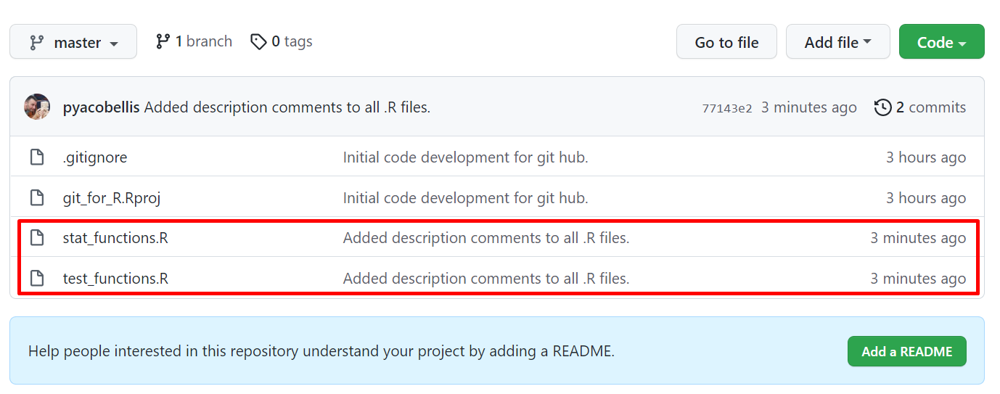 master 1 branch 0 tags Go to file Add file Code
pyacobellis Added description comments to all .R files. 77143e2 3 minutes ago 2 commits
.gitignore Initial code development for git hub. 3 hours ago
git_for_R.Rproj Initial code development for git hub. 3 hours ago
stat_functions.R Added description comments to all .R files. 3 minutes ago
test_functions.R Added description comments to all .R files. 3 minutes ago
Help people interested in this repository understand your project by adding a README. Add a README